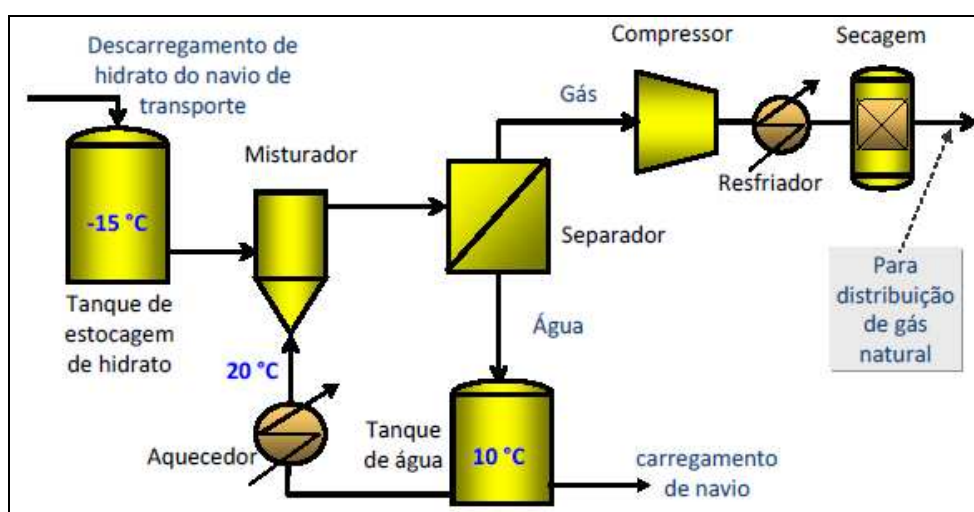 Descarregamento de
hidrato do navio de
transporte
-15 °C
Tanque de
estocagem
de hidrato
Misturador
20 °C
Aquecedor
Gás
Separador
Água
Tanque
de água
10 °C
carregamento
de navio
Compressor
Resfriador
Secagem
Para
distribuição
de gás
natural